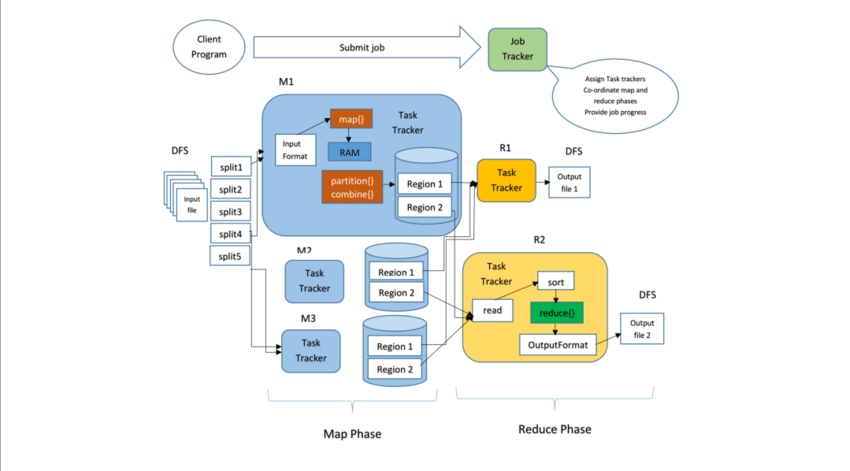 Client
Program
Submit job
Job
Tracker
Assign Task trackers
Co-ordinate map and
reduce phases
Provide job progress
M1
map{}
Task
Tracker
Input
Format
RAM
partition{}
combine{}
Region 1
Region 2
DFS
Input
file
split1
split2
split3
split4
split5
R1
Task
Tracker
DFS
Output
file 1
M2
Task
Tracker
Region 1
Region 2
M3
Task
Tracker
Region 1
Region 2
R2
Task
Tracker
read
sort
reduce{}
OutputFormat
DFS
Output
file 2
Map Phase
Reduce Phase